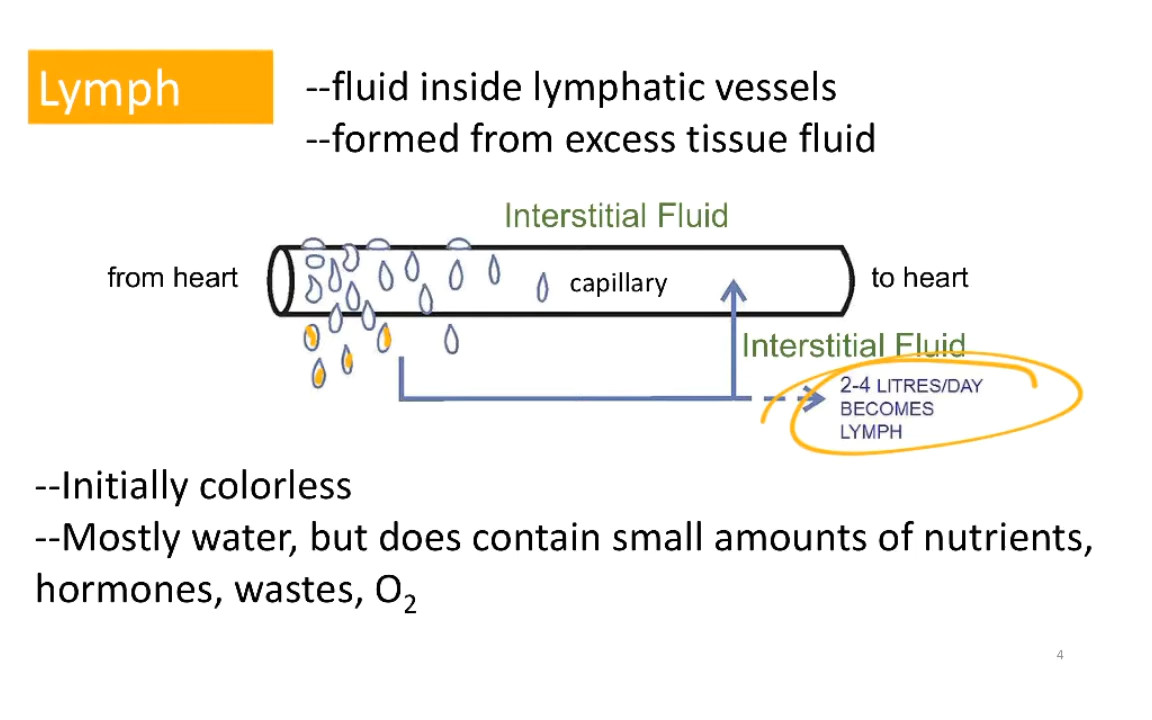 Lymph
--fluid inside lymphatic vessels
--formed from excess tissue fluid
Interstitial Fluid
from heart
capillary
to heart
Interstitial Fluid
2-4 LITRES/DAY
BECOMES
LYMPH
--Initially colorless
--Mostly water, but does contain small amounts of nutrients,
hormones, wastes, O₂
4